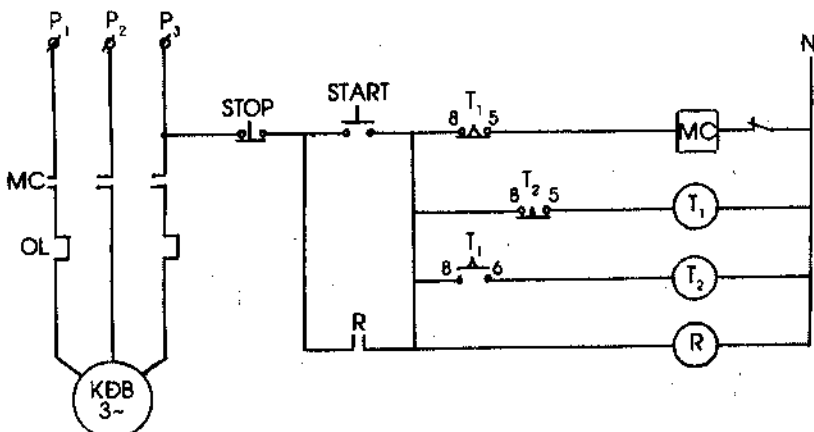 P1 P2 P3 N
STOP START T1
8 5 MC
MC
T2
8 5 T1
OL
T1
8 6 T2
R R
KĐB
3~